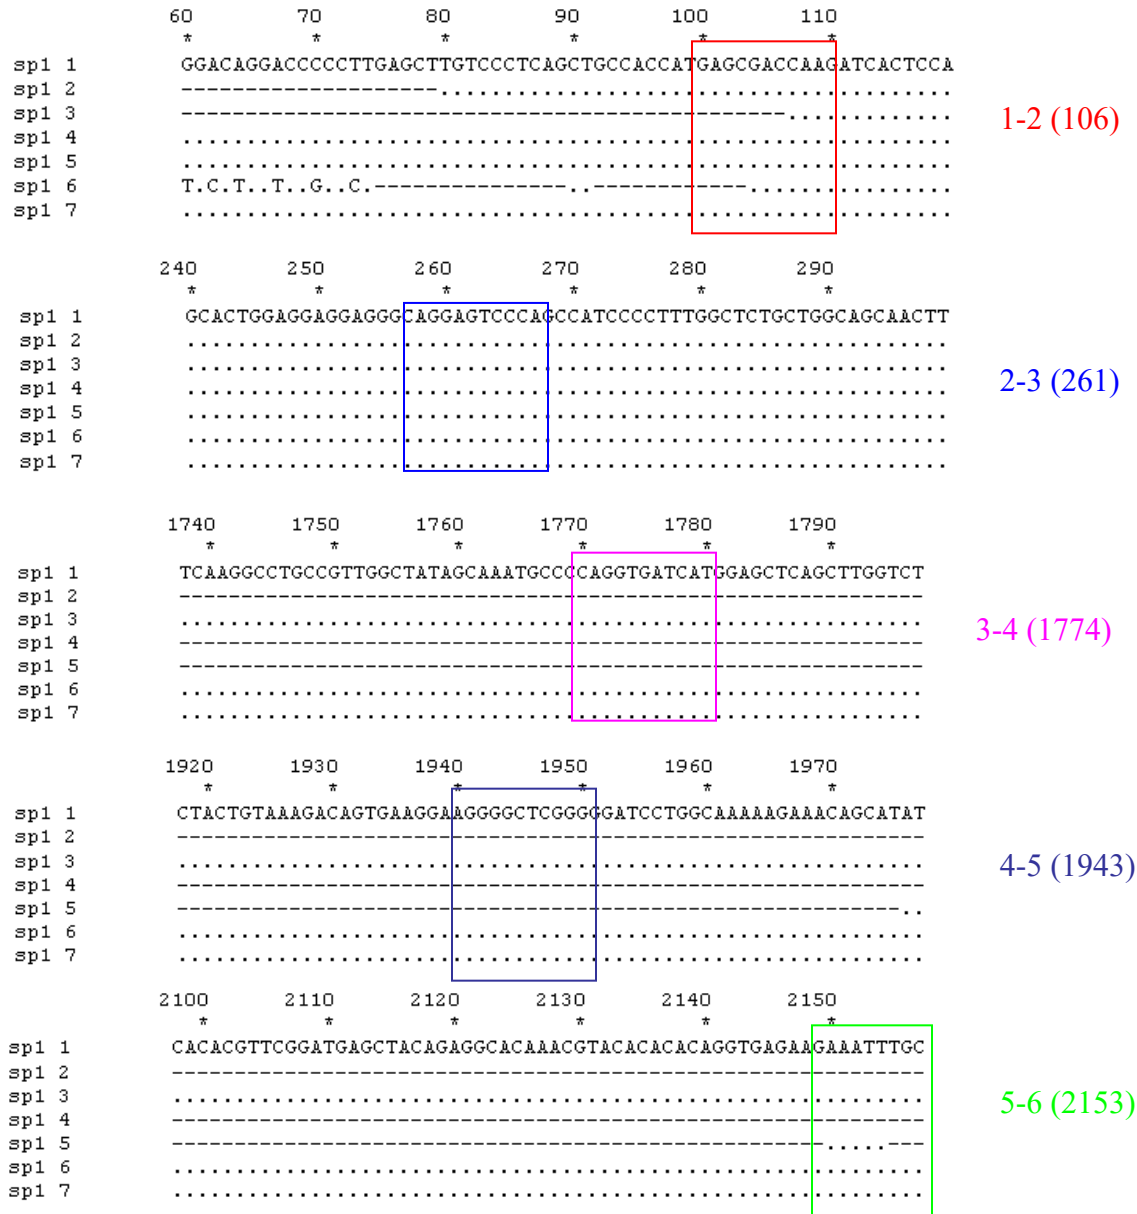 60 70 80 90 100 110
* * * * * *
sp1 1 GGACAGGACCCCCTTGAGCTTGTCCCTCAGCTGCCACCATGAGCGACCAAGATCACTCCA
sp1 2 --------------------........................................
sp1 3 -----------------------------------------------.............
sp1 4 ............................................................
sp1 5 ............................................................
sp1 6 T.C.T..T..G..C.---------------..-------------...............
sp1 7 ............................................................
1-2 (106)
240 250 260 270 280 290
* * * * * *
sp1 1 GCACTGGAGGAGGAGGGCAGGAGTCCCAGCCATCCCCTTTGGCTCTGCTGGCAGCAACTT
sp1 2 ............................................................
sp1 3 ............................................................
sp1 4 ............................................................
sp1 5 ............................................................
sp1 6 ............................................................
sp1 7 ............................................................
2-3 (261)
1740 1750 1760 1770 1780 1790
* * * * * *
sp1 1 TCAAGGCCTGCCGTTGGCTATAGCAAATGCCCCAGGTGATCATGGAGCTCAGCTTGGTCT
sp1 2 ------------------------------------------------------------
sp1 3 ............................................................
sp1 4 ------------------------------------------------------------
sp1 5 ------------------------------------------------------------
sp1 6 ............................................................
sp1 7 ............................................................
3-4 (1774)
1920 1930 1940 1950 1960 1970
* * * * * *
sp1 1 CTACTGTAAAGACAGTGAAGGAAGGGGCTCGGGGGATCCTGGCAAAAAGAAACAGCATAT
sp1 2 ------------------------------------------------------------
sp1 3 ............................................................
sp1 4 ------------------------------------------------------------
sp1 5 ----------------------------------------------------------..
sp1 6 ............................................................
sp1 7 ............................................................
4-5 (1943)
2100 2110 2120 2130 2140 2150
* * * * * *
sp1 1 CACACGTTCGGATGAGCTACAGAGGCACAAACGTACACACACAGGTGAGAAGAAATTTGC
sp1 2 ------------------------------------------------------------
sp1 3 ............................................................
sp1 4 ------------------------------------------------------------
sp1 5 ----------------------------------------------------.....---
sp1 6 ............................................................
sp1 7 ............................................................
5-6 (2153)